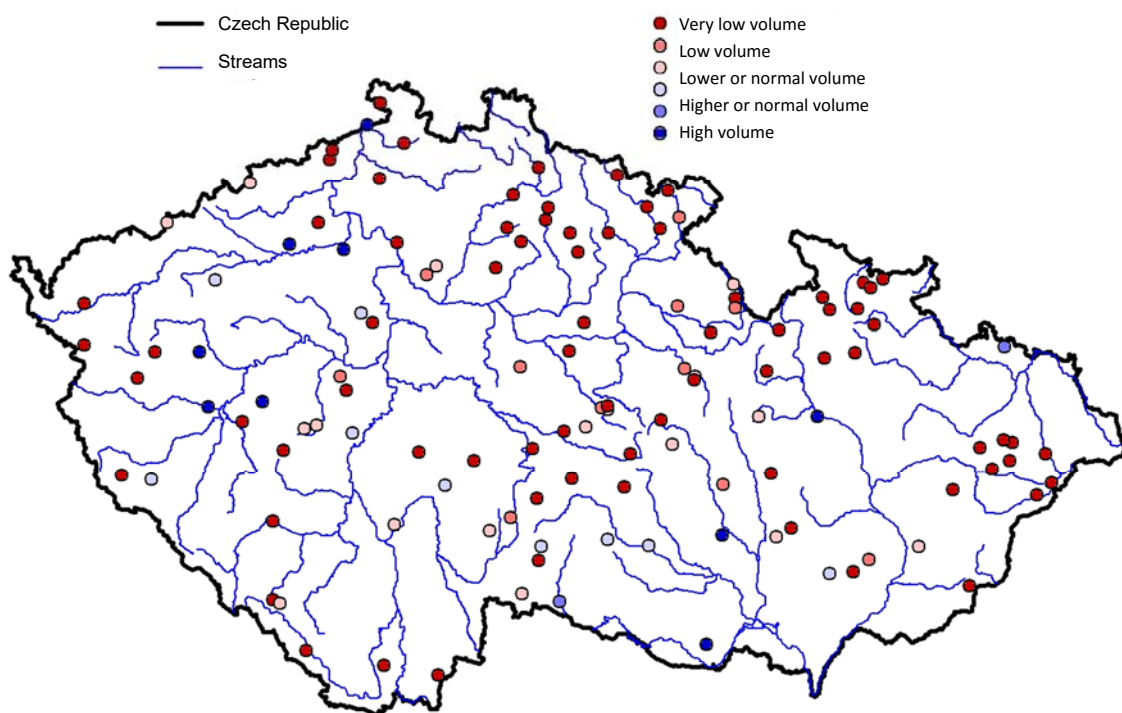 Czech Republic
Streams
Very low volume
Low volume
Lower or normal volume
Higher or normal volume
High volume